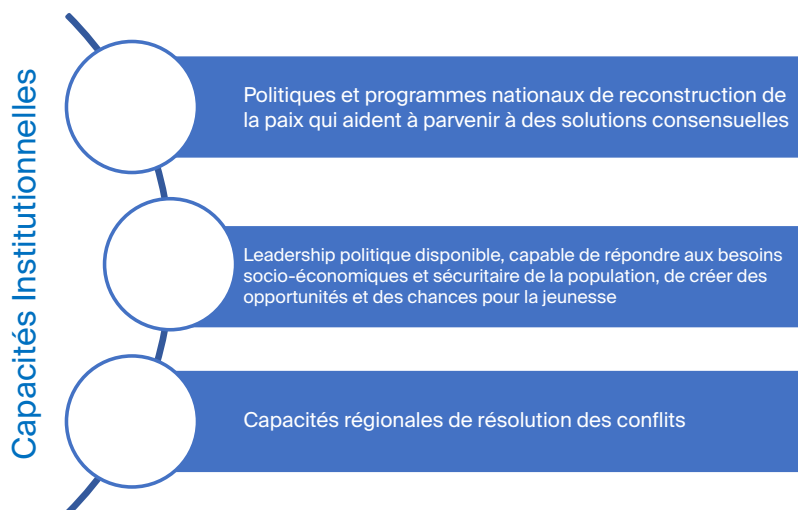 Capacités Institutionnelles
Politiques et programmes nationaux de reconstruction de
la paix qui aident à parvenir à des solutions consensuelles
Leadership politique disponible, capable de répondre aux besoins
socio-économiques et sécuritaire de la population, de créer des
opportunités et des chances pour la jeunesse
Capacités régionales de résolution des conflits